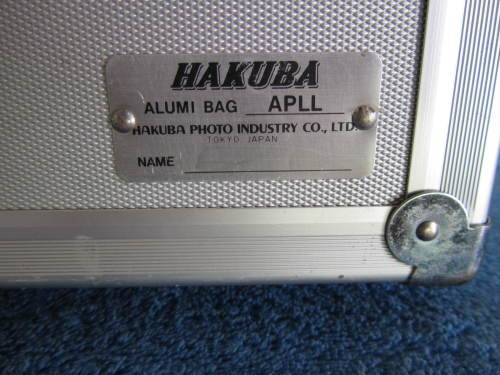 HAKUBA
ALUMI BAG APLL
HAKUBA PHOTO INDUSTRY CO., LTD.
TOKYO JAPAN
NAME